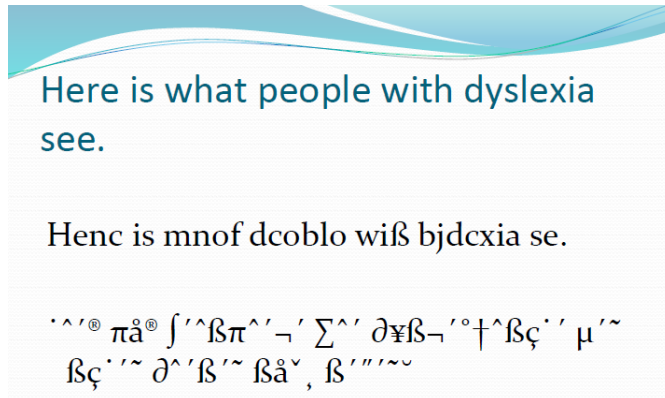 Here is what people with dyslexia
see.
Henc is mnof dcoblo wiß bjdcxia se.
˙ˆ´® πå® ∫´ˆßπˆ´¬´ ∑ˆ´ ∂¥ß¬´°†ˆßç˙´ µ´˜
ßç˙´˜ ∂ˆ´ß´˜ ßåˇ¸ ß´˝´˜˘